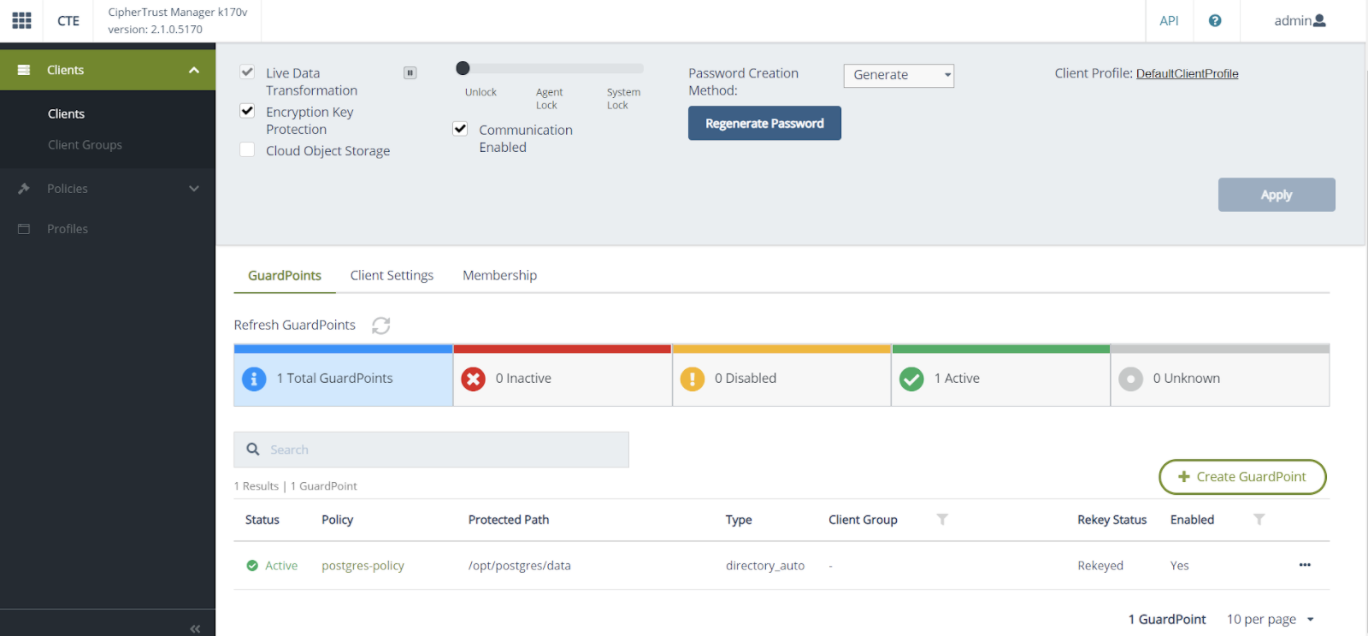 CTE
CipherTrust Manager k170v
version: 2.1.0.5170
API
?
admin
Clients
Clients
Client Groups
Policies
Profiles
Live Data
Transformation
Encryption Key
Protection
Cloud Object Storage
Unlock
Agent
Lock
System
Lock
Communication
Enabled
Password Creation
Method:
Generate
Regenerate Password
Client Profile: DefaultClientProfile
Apply
GuardPoints
Client Settings
Membership
Refresh GuardPoints
1 Total GuardPoints
0 Inactive
0 Disabled
1 Active
0 Unknown
Search
1 Results | 1 GuardPoint
+ Create GuardPoint
Status Policy Protected Path Type Client Group Rekey Status Enabled
Active postgres-policy /opt/postgres/data directory_auto - Rekeyed Yes
1 GuardPoint 10 per page